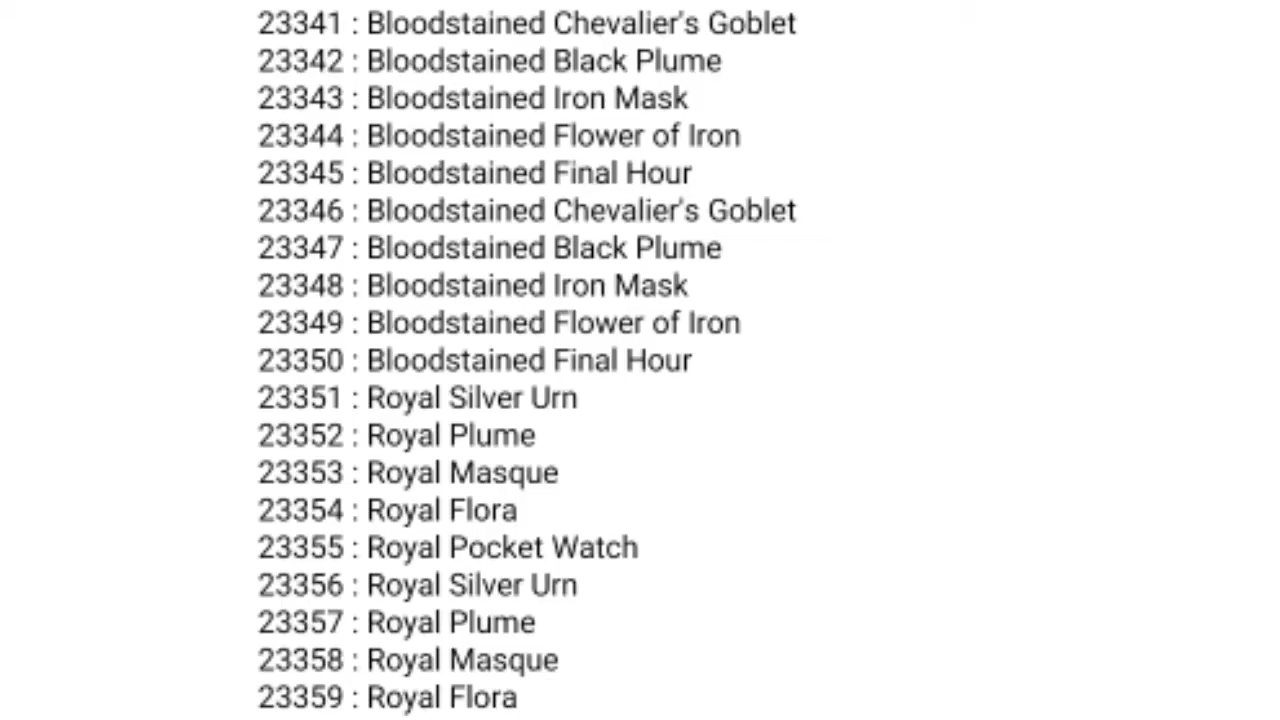 23341 : Bloodstained Chevalier's Goblet
23342 : Bloodstained Black Plume
23343 : Bloodstained Iron Mask
23344 : Bloodstained Flower of Iron
23345 : Bloodstained Final Hour
23346 : Bloodstained Chevalier's Goblet
23347 : Bloodstained Black Plume
23348 : Bloodstained Iron Mask
23349 : Bloodstained Flower of Iron
23350 : Bloodstained Final Hour
23351 : Royal Silver Urn
23352 : Royal Plume
23353 : Royal Masque
23354 : Royal Flora
23355 : Royal Pocket Watch
23356 : Royal Silver Urn
23357 : Royal Plume
23358 : Royal Masque
23359 : Royal Flora